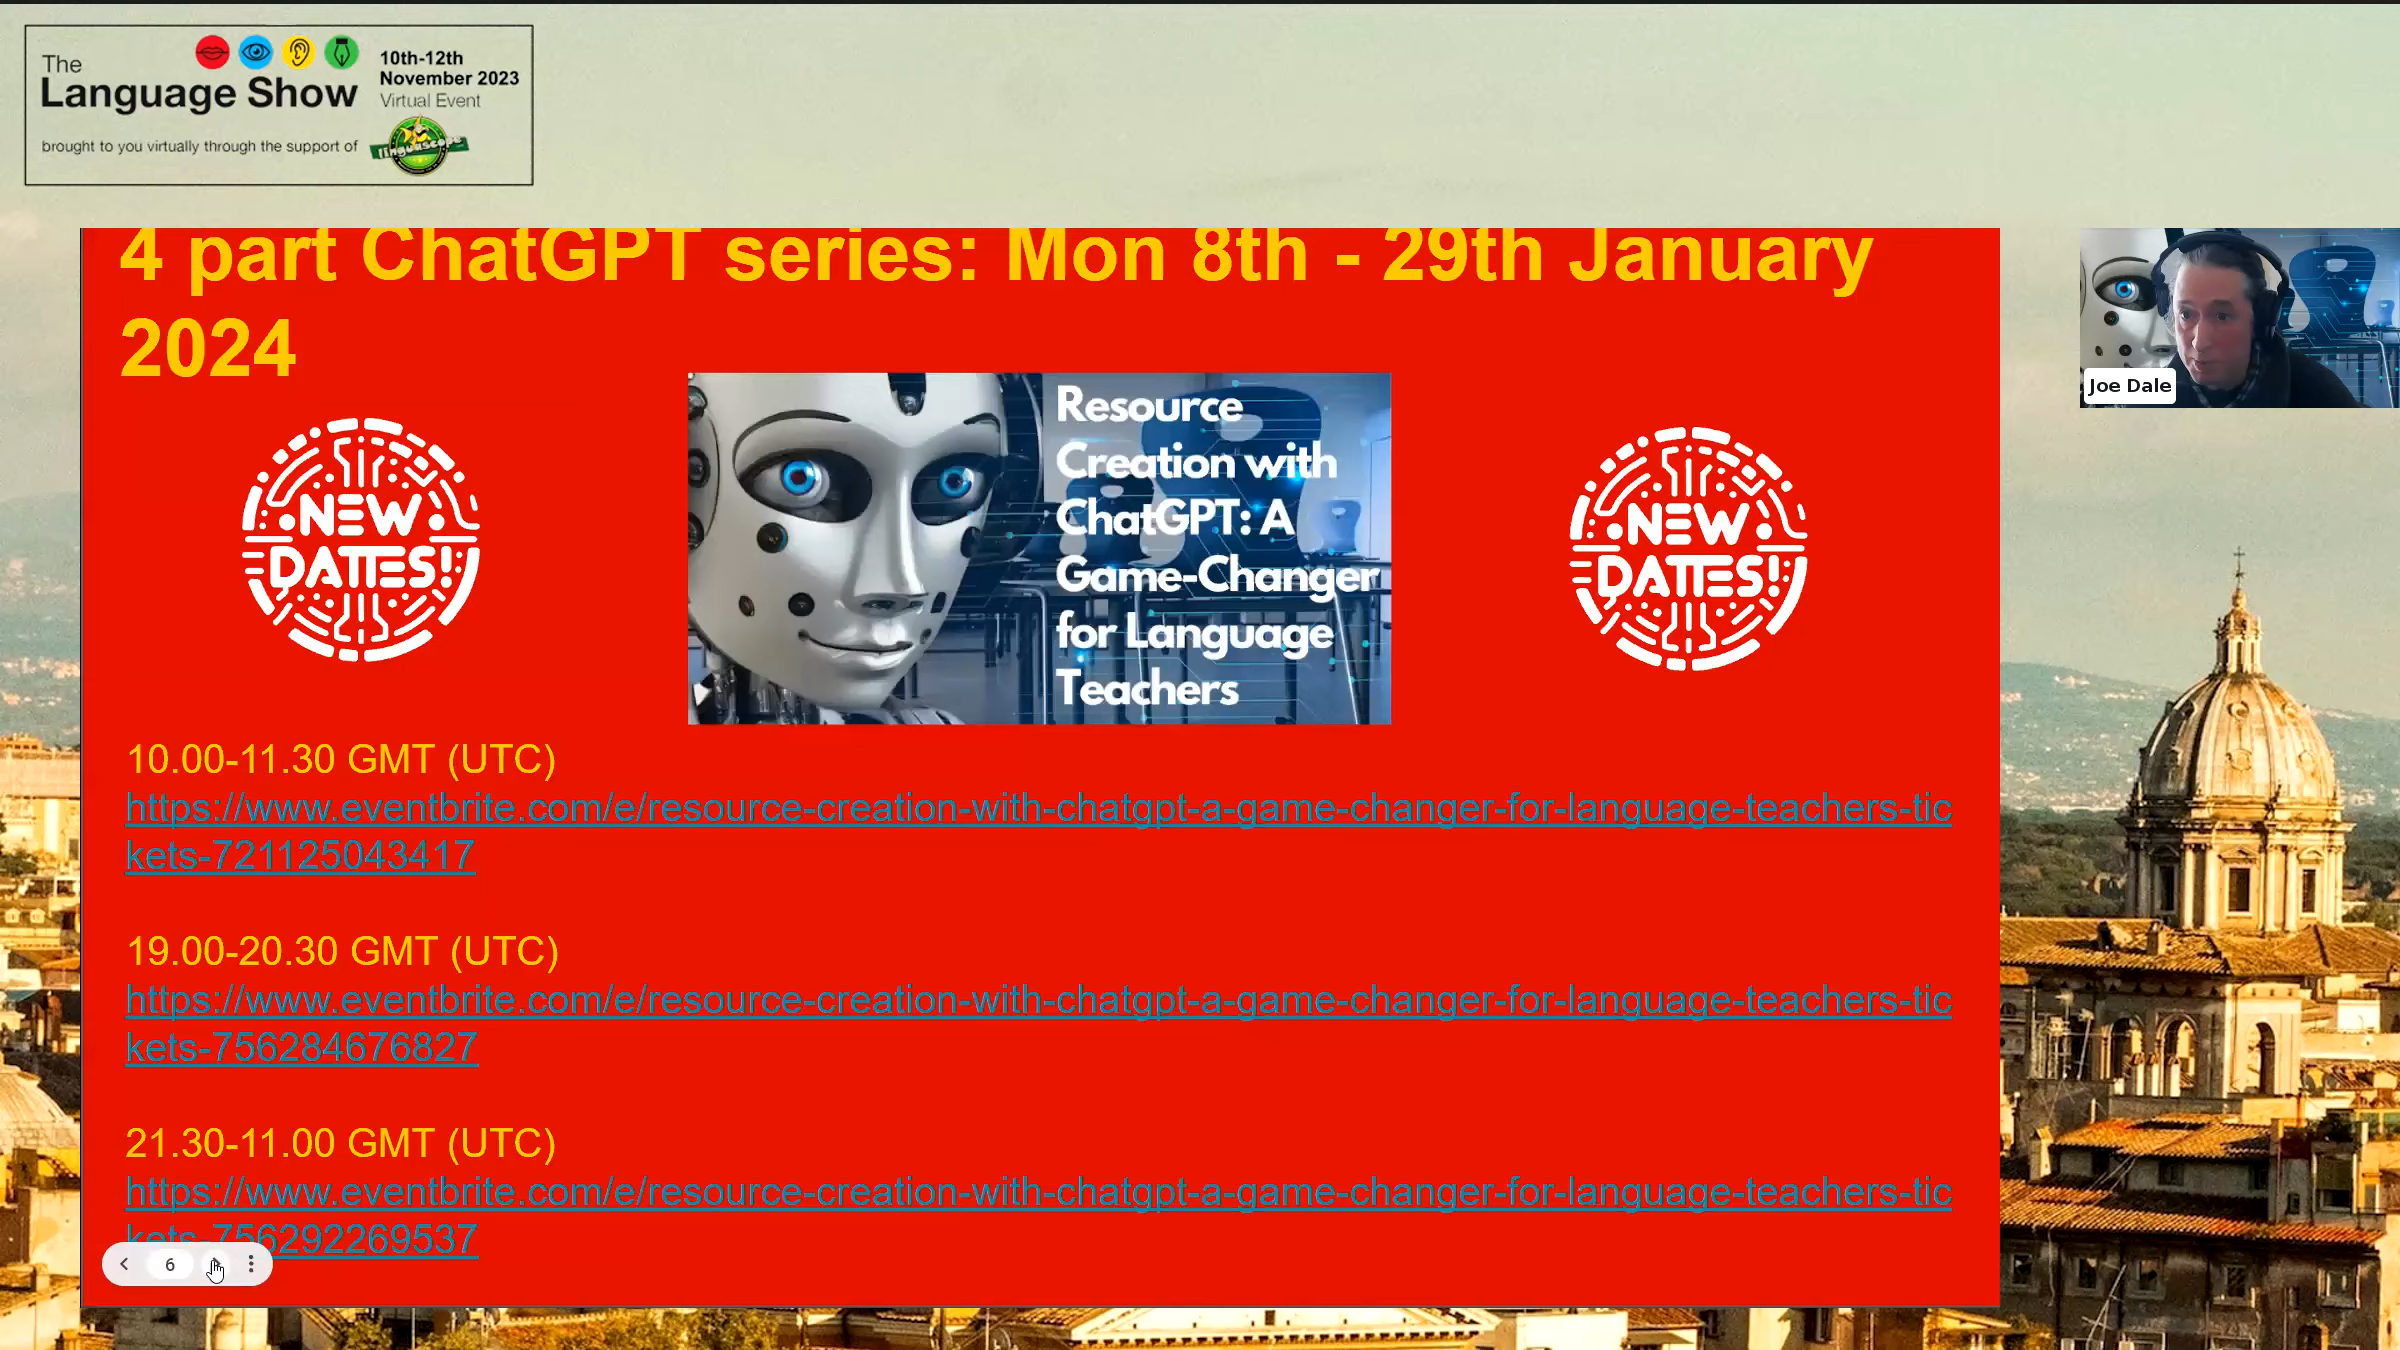 The
Language Show
10th-12th
November 2023
Virtual Event
brought to you virtually through the support of
linguascope
4 part ChatGPT series: Mon 8th - 29th January
2024
NEW
DATES!
Resource
Creation with
ChatGPT: A
Game-Changer
for Language
Teachers
NEW
DATES!
Joe Dale
10.00-11.30 GMT (UTC)
https://www.eventbrite.com/e/resource-creation-with-chatgpt-a-game-changer-for-language-teachers-tic
kets-721125043417
19.00-20.30 GMT (UTC)
https://www.eventbrite.com/e/resource-creation-with-chatgpt-a-game-changer-for-language-teachers-tic
kets-756284676827
21.30-11.00 GMT (UTC)
https://www.eventbrite.com/e/resource-creation-with-chatgpt-a-game-changer-for-language-teachers-tic
kets-756292269537
6